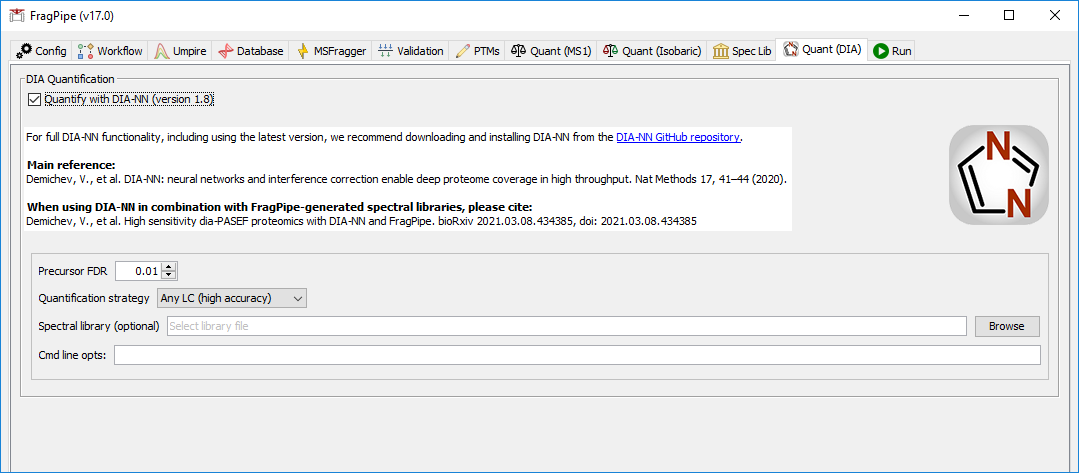 FragPipe (v17.0)
Config Workflow Umpire Database MSFragger Validation PTMs Quant (MS1) Quant (Isobaric) Spec Lib Quant (DIA) Run
DIA Quantification
Quantify with DIA-NN (version 1.8)
For full DIA-NN functionality, including using the latest version, we recommend downloading and installing DIA-NN from the DIA-NN GitHub repository.
Main reference:
Demichev, V., et al. DIA-NN: neural networks and interference correction enable deep proteome coverage in high throughput. Nat Methods 17, 41–44 (2020).
When using DIA-NN in combination with FragPipe-generated spectral libraries, please cite:
Demichev, V., et al. High sensitivity dia-PASEF proteomics with DIA-NN and FragPipe. bioRxiv 2021.03.08.434385, doi: 2021.03.08.434385
N
N
Precursor FDR 0.01
Quantification strategy Any LC (high accuracy)
Spectral library (optional) Select library file Browse
Cmd line opts: